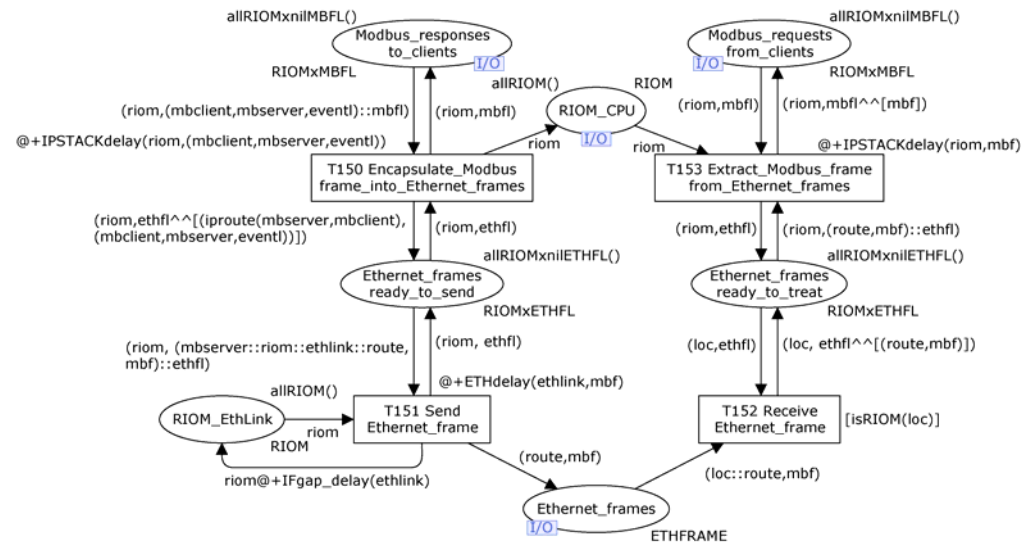 allRIOMxnilMBFL()
Modbus_responses
to_clients
I/O
RIOMxMBFL
(riom,(mbclient,mbserver,eventl)::mbfl)
(riom,mbfl)
@+IPSTACKdelay(riom,(mbclient,mbserver,eventl))
T150 Encapsulate_Modbus
frame_into_Ethernet_frames
allRIOM()
RIOM
RIOM_CPU
I/O
riom
riom
allRIOMxnilMBFL()
Modbus_requests
from_clients
I/O
RIOMxMBFL
(riom,mbfl)
(riom,mbfl^^[mbf])
@+IPSTACKdelay(riom,mbf)
T153 Extract_Modbus_frame
from_Ethernet_frames
(riom,ethfl^^[(iproute(mbserver,mbclient),
(mbclient,mbserver,eventl))])
(riom,ethfl)
allRIOMxnilETHFL()
Ethernet_frames
ready_to_send
RIOMxETHFL
(riom,ethfl)
(riom,(route,mbf)::ethfl)
allRIOMxnilETHFL()
Ethernet_frames
ready_to_treat
RIOMxETHFL
(riom, (mbserver::riom::ethlink::route,
mbf)::ethfl)
(riom, ethfl)
@+ETHdelay(ethlink,mbf)
(loc,ethfl)
(loc, ethfl^^[(route,mbf)])
allRIOM()
RIOM_EthLink
RIOM
riom
T151 Send
Ethernet_frame
riom@+IFgap_delay(ethlink)
T152 Receive
Ethernet_frame
[isRIOM(loc)]
(route,mbf)
(loc::route,mbf)
Ethernet_frames
I/O
ETHFRAME